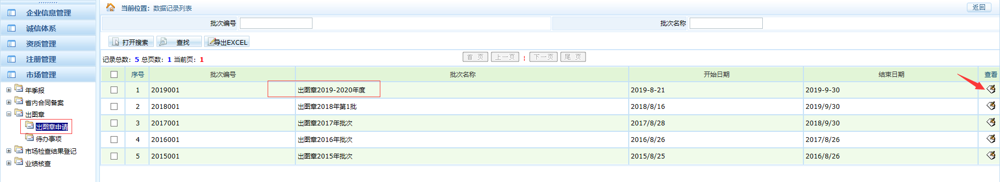 企业信息管理
诚信体系
资质管理
注册管理
市场管理
年季报
省内合同备案
出图章
出图章申请
待办事项
市场检查结果登记
业绩核查
当前位置：数据记录列表 返回
批次编号 批次名称
打开搜索 查找 导出EXCEL
记录总数：5 总页数：1 当前页：1 首 页 上一页 ¦ 下一页 尾 页
序号 批次编号 批次名称 开始日期 结束日期 查看
1 2019001 出图章2019-2020年度 2019-8-21 2019-9-30
2 2018001 出图章2018年第1批 2018/8/16 2019/9/30
3 2017001 出图章2017年批次 2017/8/28 2018/9/30
4 2016001 出图章2016年批次 2016/8/26 2017/8/26
5 2015001 出图章2015年批次 2015/8/25 2016/8/26